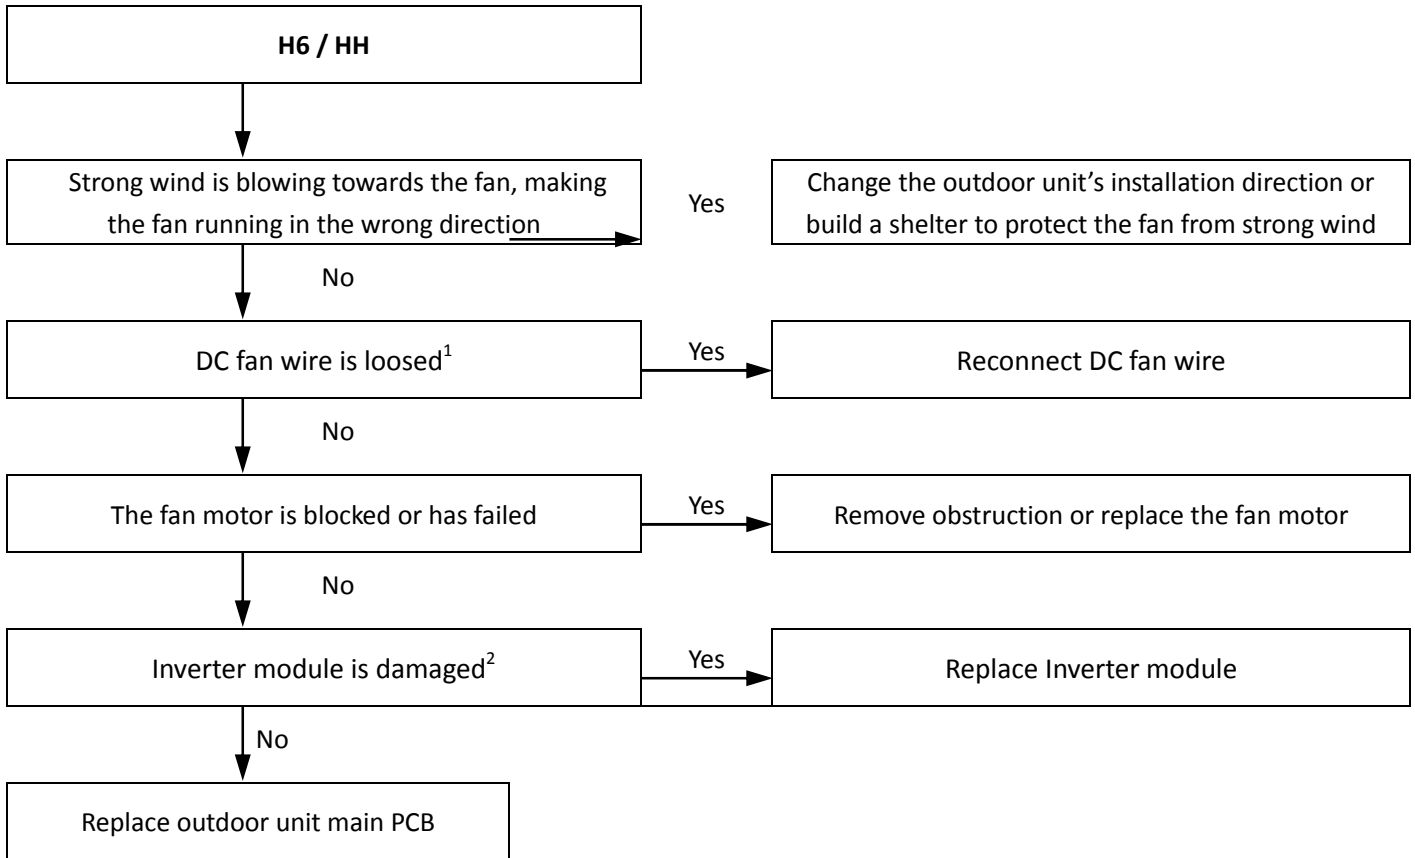 H6 / HH
Strong wind is blowing towards the fan, making
the fan running in the wrong direction
Yes
Change the outdoor unit’s installation direction or
build a shelter to protect the fan from strong wind
No
DC fan wire is loosed¹
Yes
Reconnect DC fan wire
No
The fan motor is blocked or has failed
Yes
Remove obstruction or replace the fan motor
No
Inverter module is damaged²
Yes
Replace Inverter module
No
Replace outdoor unit main PCB